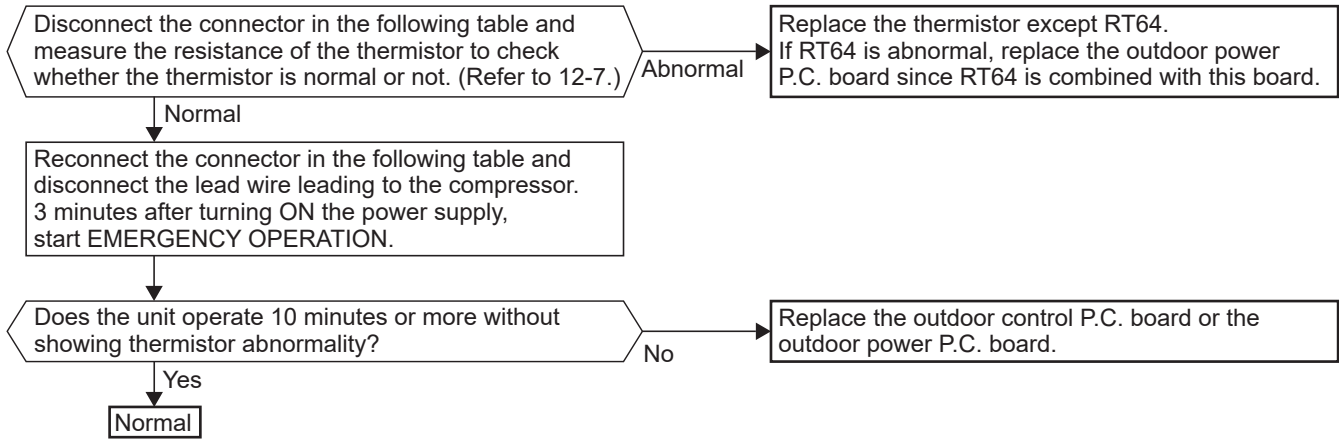 Disconnect the connector in the following table and
measure the resistance of the thermistor to check
whether the thermistor is normal or not. (Refer to 12-7.)
Abnormal
Replace the thermistor except RT64.
If RT64 is abnormal, replace the outdoor power
P.C. board since RT64 is combined with this board.
Normal
Reconnect the connector in the following table and
disconnect the lead wire leading to the compressor.
3 minutes after turning ON the power supply,
start EMERGENCY OPERATION.
Does the unit operate 10 minutes or more without
showing thermistor abnormality?
No
Replace the outdoor control P.C. board or the
outdoor power P.C. board.
Yes
Normal